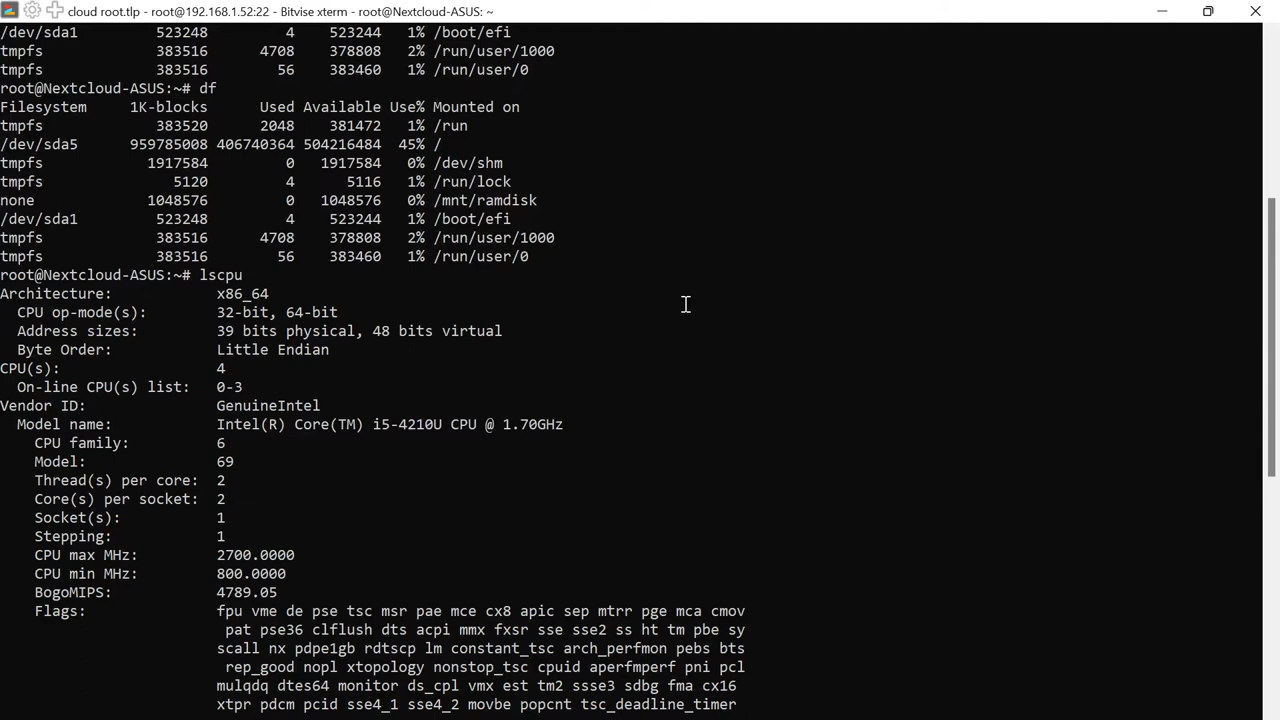 cloud root.tlp - root@192.168.1.52:22 - Bitvise xterm - root@Nextcloud-ASUS: ~
/dev/sda1 523248 4 523244 1% /boot/efi
tmpfs 383516 4708 378808 2% /run/user/1000
tmpfs 383516 56 383460 1% /run/user/0
root@Nextcloud-ASUS:~# df
Filesystem 1K-blocks Used Available Use% Mounted on
tmpfs 383520 2048 381472 1% /run
/dev/sda5 959785008 406740364 504216484 45% /
tmpfs 1917584 0 1917584 0% /dev/shm
tmpfs 5120 4 5116 1% /run/lock
none 1048576 0 1048576 0% /mnt/ramdisk
/dev/sda1 523248 4 523244 1% /boot/efi
tmpfs 383516 4708 378808 2% /run/user/1000
tmpfs 383516 56 383460 1% /run/user/0
root@Nextcloud-ASUS:~# lscpu
Architecture: x86_64
CPU op-mode(s): 32-bit, 64-bit
Address sizes: 39 bits physical, 48 bits virtual
Byte Order: Little Endian
CPU(s): 4
On-line CPU(s) list: 0-3
Vendor ID: GenuineIntel
Model name: Intel(R) Core(TM) i5-4210U CPU @ 1.70GHz
CPU family: 6
Model: 69
Thread(s) per core: 2
Core(s) per socket: 2
Socket(s): 1
Stepping: 1
CPU max MHz: 2700.0000
CPU min MHz: 800.0000
BogoMIPS: 4789.05
Flags: fpu vme de pse tsc msr pae mce cx8 apic sep mtrr pge mca cmov
pat pse36 clflush dts acpi mmx fxsr sse sse2 ss ht tm pbe sy
scall nx pdpe1gb rdtscp lm constant_tsc arch_perfmon pebs bts
rep_good nopl xtopology nonstop_tsc cpuid aperfmperf pni pcl
mulqdq dtes64 monitor ds_cpl vmx est tm2 ssse3 sdbg fma cx16
xtpr pdcm pcid sse4_1 sse4_2 movbe popcnt tsc_deadline_timer